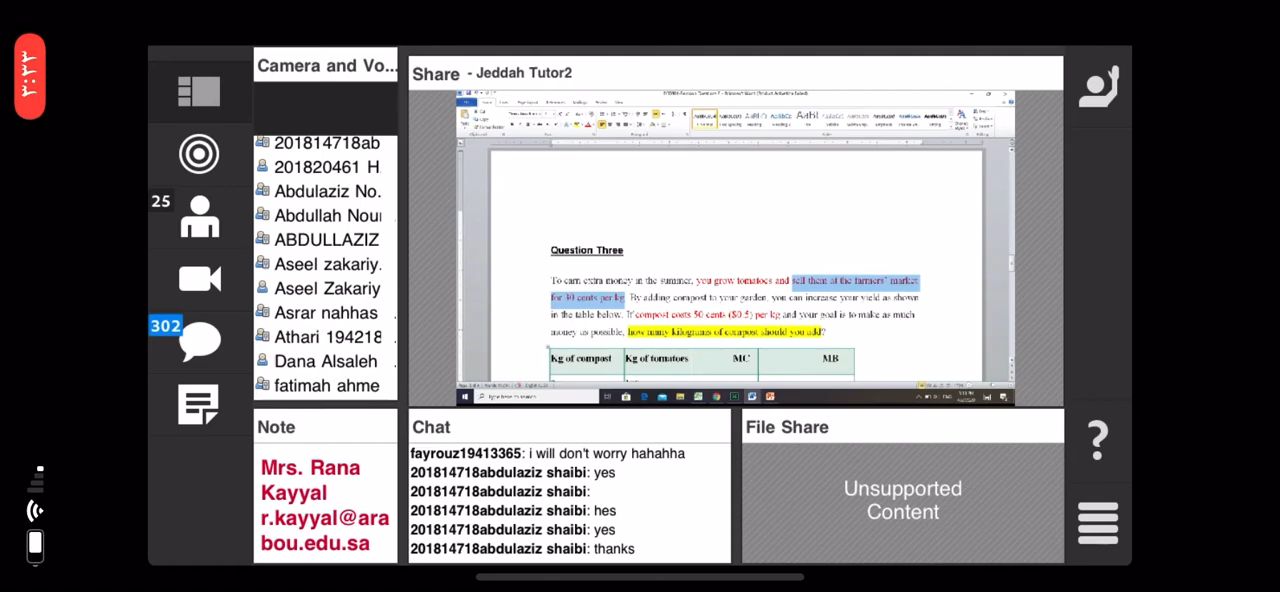 ٣:٢٣
Camera and Vo...
201814718ab
201820461 H
Abdulaziz No.
Abdullah Nour
ABDULLAZIZ
Aseel zakariy.
Aseel Zakariy
Asrar nahhas
Athari 194218
Dana Alsaleh
fatimah ahme
25
302
Share - Jeddah Tutor2
Question Three
To earn extra money in the summer, you grow tomatoes and sell them at the farmers' market
for 30 cents per kg. By adding compost to your garden, you can increase your yield as shown
in the table below. If compost costs 50 cents ($0.5) per kg and your goal is to make as much
money as possible, how many kilograms of compost should you add?
Kg of compost Kg of tomatoes MC MB
Type here to search
Note
Mrs. Rana
Kayyal
r.kayyal@ara
bou.edu.sa
Chat
fayrouz19413365: i will don't worry hahahha
201814718abdulaziz shaibi: yes
201814718abdulaziz shaibi:
201814718abdulaziz shaibi: hes
201814718abdulaziz shaibi: yes
201814718abdulaziz shaibi: thanks
File Share
Unsupported
Content
?